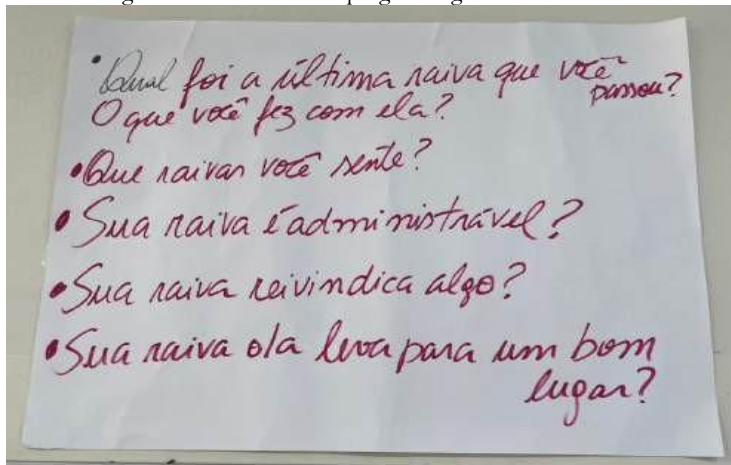 • Qual foi a última raiva que você
passou?
O que você fez com ela?
• Que raivas você sente?
• Sua raiva é administrável?
• Sua raiva reivindica algo?
• Sua raiva o/a leva para um bom
lugar?